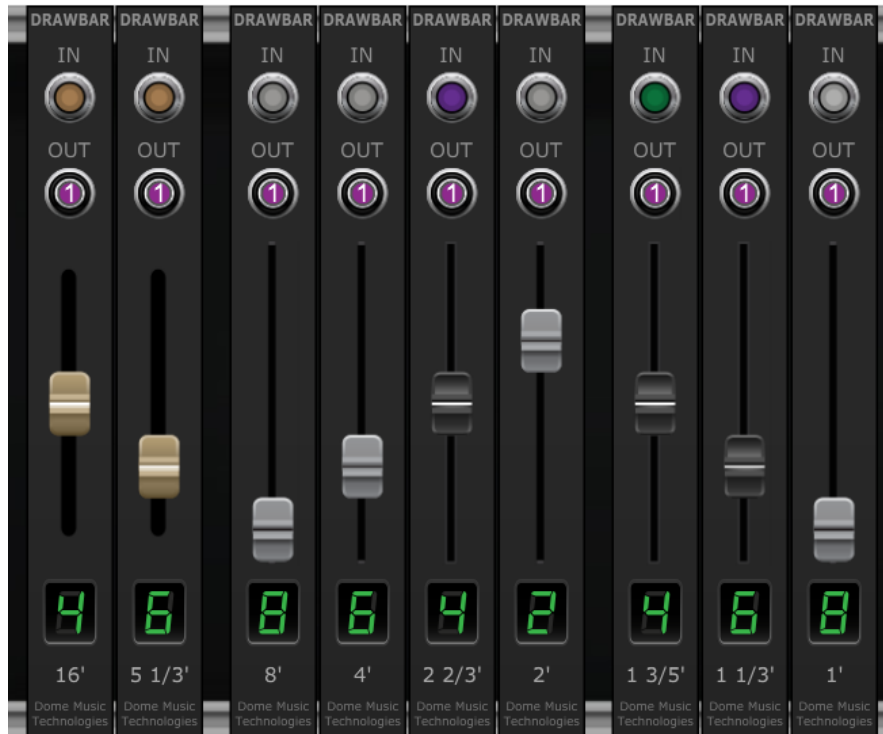 DRAWBAR DRAWBAR DRAWBAR DRAWBAR DRAWBAR DRAWBAR DRAWBAR DRAWBAR DRAWBAR
IN IN IN IN IN IN IN IN IN
OUT OUT OUT OUT OUT OUT OUT OUT OUT
1 1 1 1 1 1 1 1 1
4 6 8 6 4 2 4 6 8
16' 5 1/3' 8' 4' 2 2/3' 2' 1 3/5' 1 1/3' 1'
Dome Music Dome Music Dome Music Dome Music Dome Music Dome Music Dome Music Dome Music Dome Music
Technologies Technologies Technologies Technologies Technologies Technologies Technologies Technologies Technologies